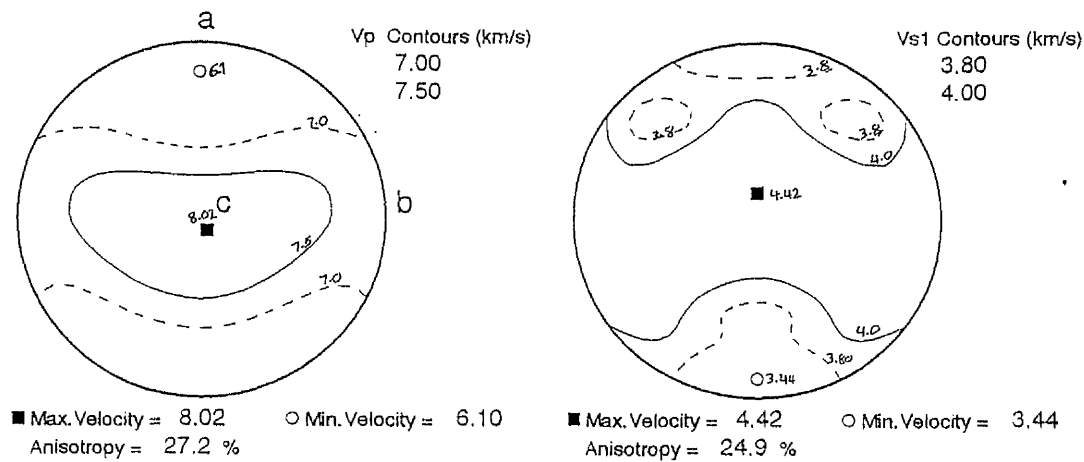 a
Vp Contours (km/s)
7.00
7.50
6.1
7.0
b
C
8.02
7.5
7.0
■ Max. Velocity = 8.02 ○ Min. Velocity = 6.10
Anisotropy = 27.2 %
Vs1 Contours (km/s)
3.80
4.00
3.8
3.8
3.8
4.0
4.42
4.0
3.80
3.44
■ Max. Velocity = 4.42 ○ Min. Velocity = 3.44
Anisotropy = 24.9 %